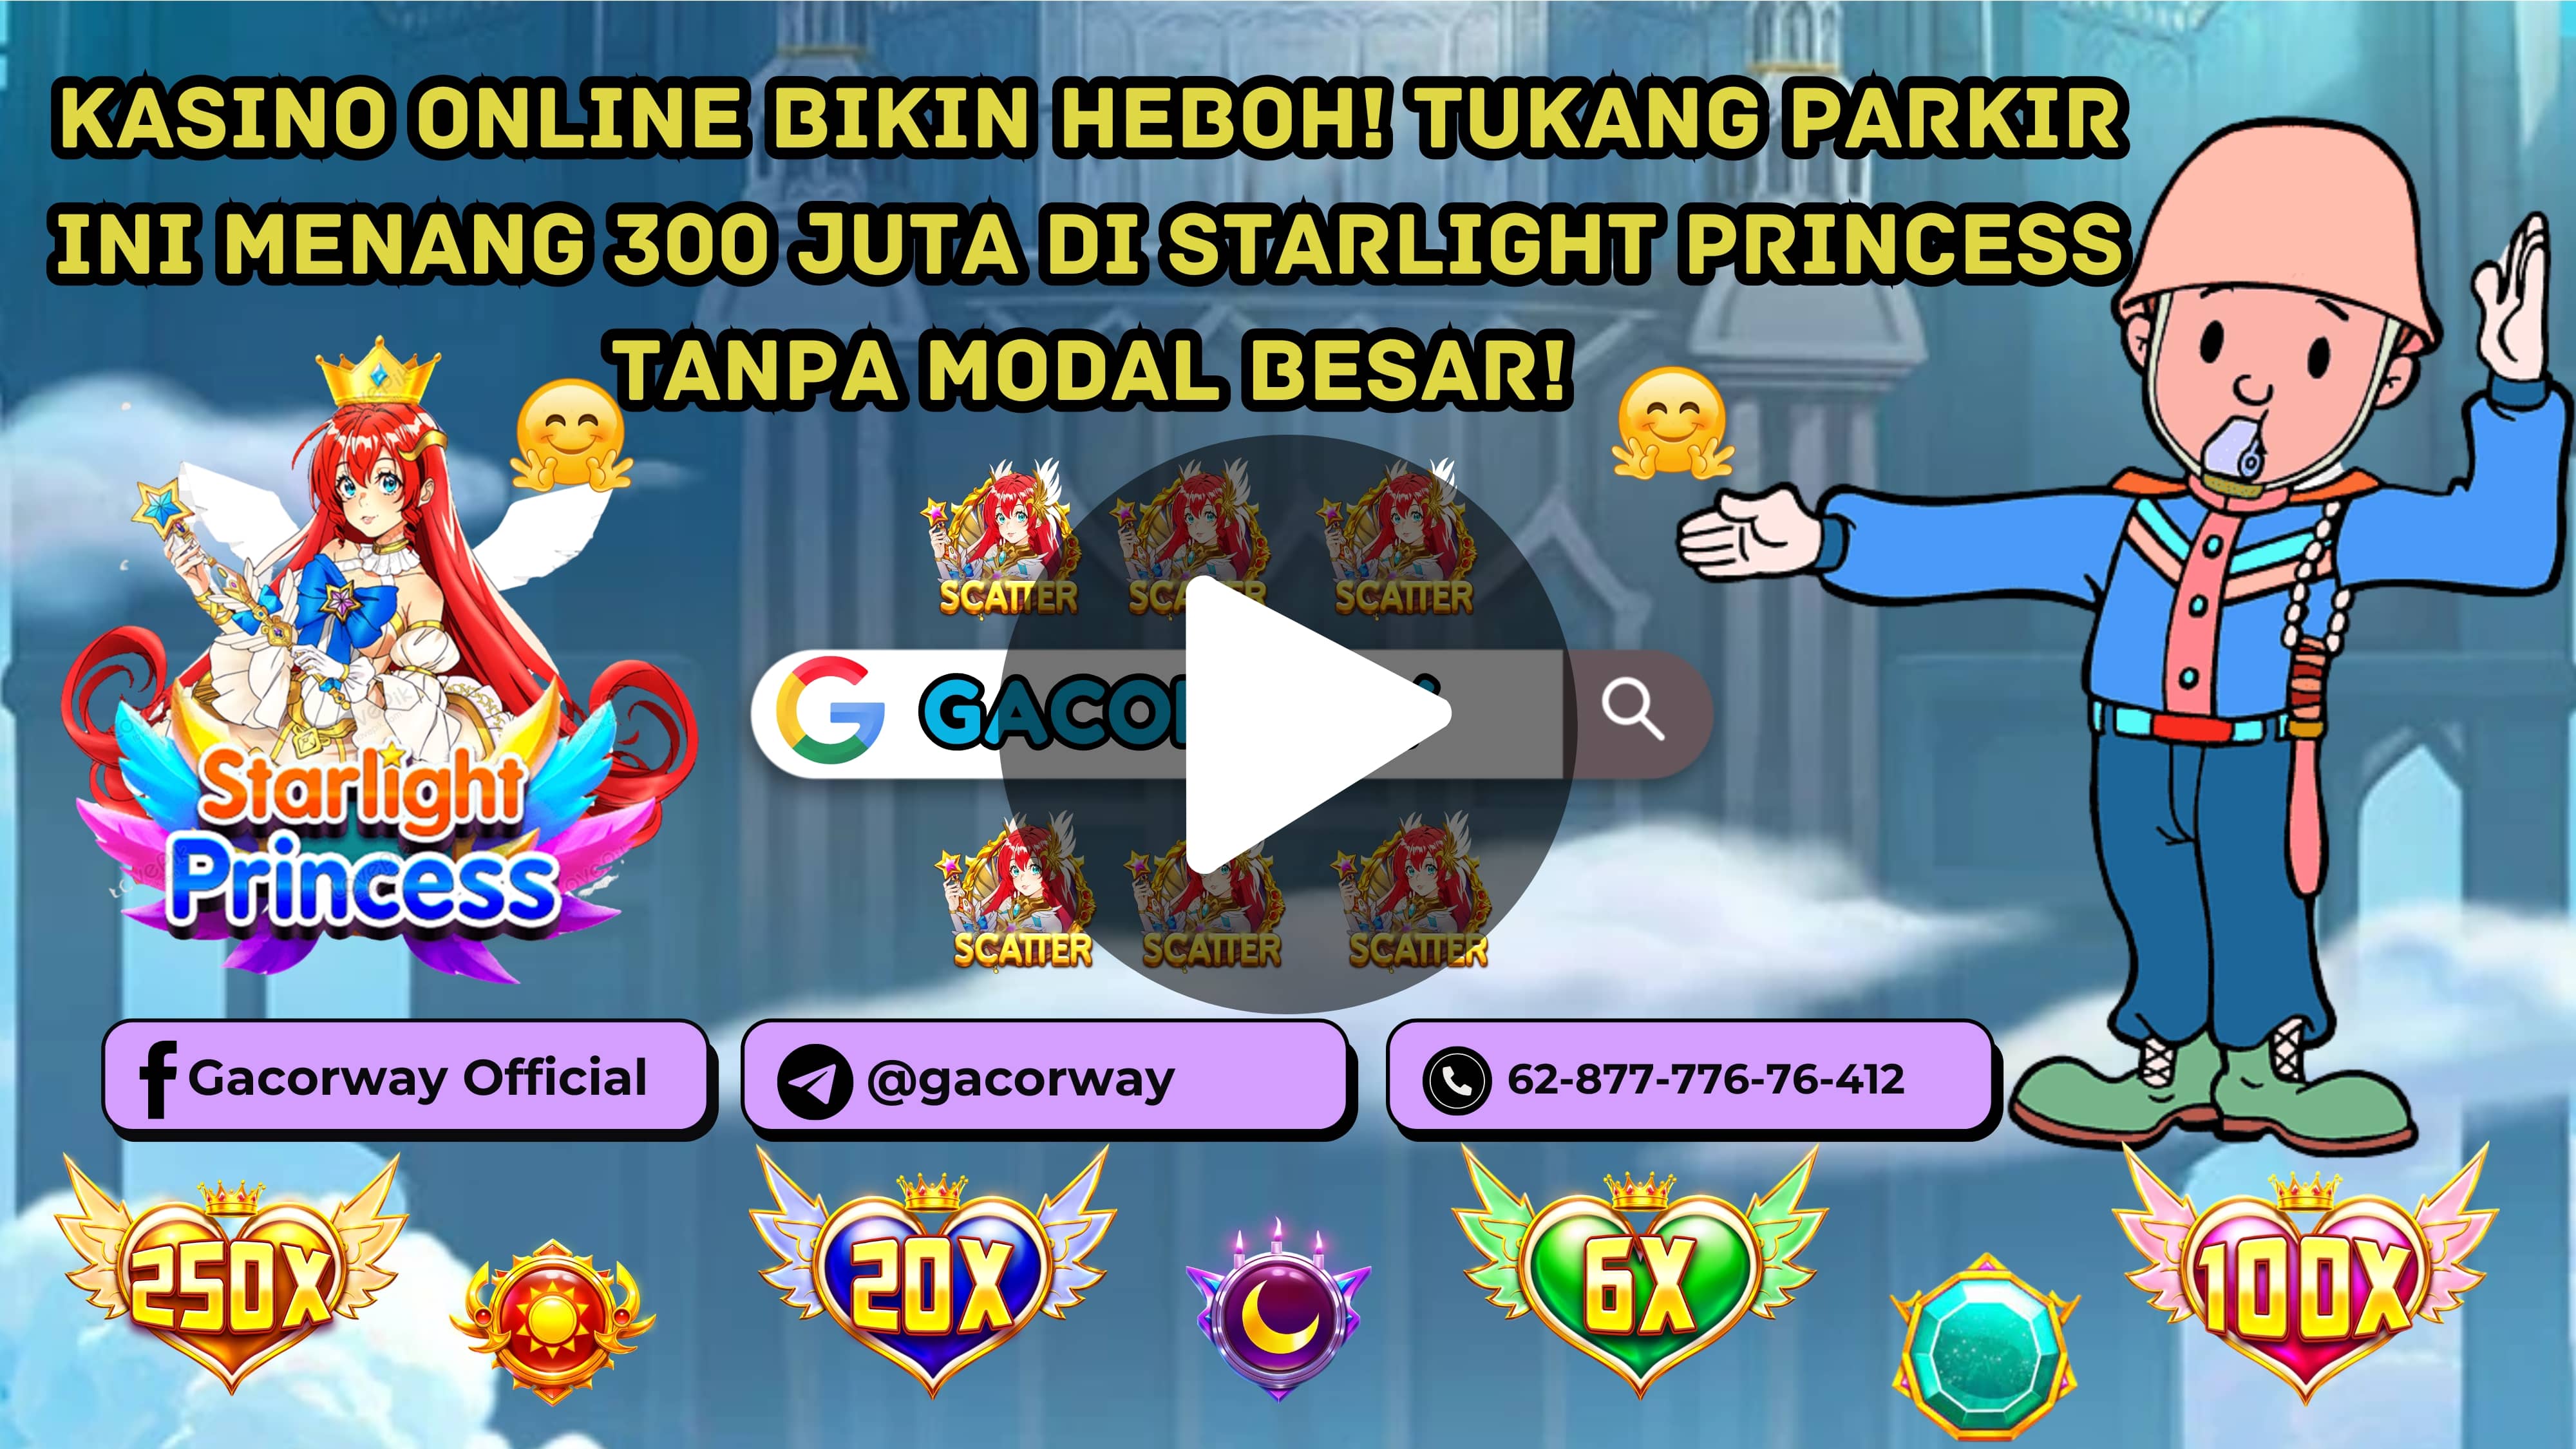 KASINO ONLINE BIKIN HEBOH! TUKANG PARKIR
INI MENANG 300 JUTA DI STARLIGHT PRINCESS
TANPA MODAL BESAR!
SCATTER SCATTER SCATTER
Starlight
Princess
SCATTER SCATTER SCATTER
Gacorway Official
@gacorway
62-877-776-76-412
250X
20X
6X
100X